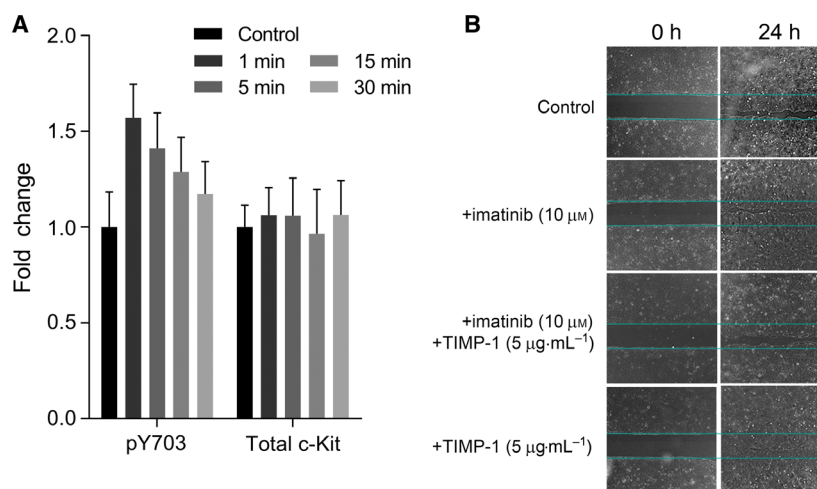 A
2.0
1.5
1.0
0.5
0.0
Fold change
Control
1 min
15 min
5 min
30 min
pY703
Total c-Kit
B
0 h
24 h
Control
+imatinib (10 μM)
+imatinib (10 μM)
+TIMP-1 (5 μg·mL⁻¹)
+TIMP-1 (5 μg·mL⁻¹)